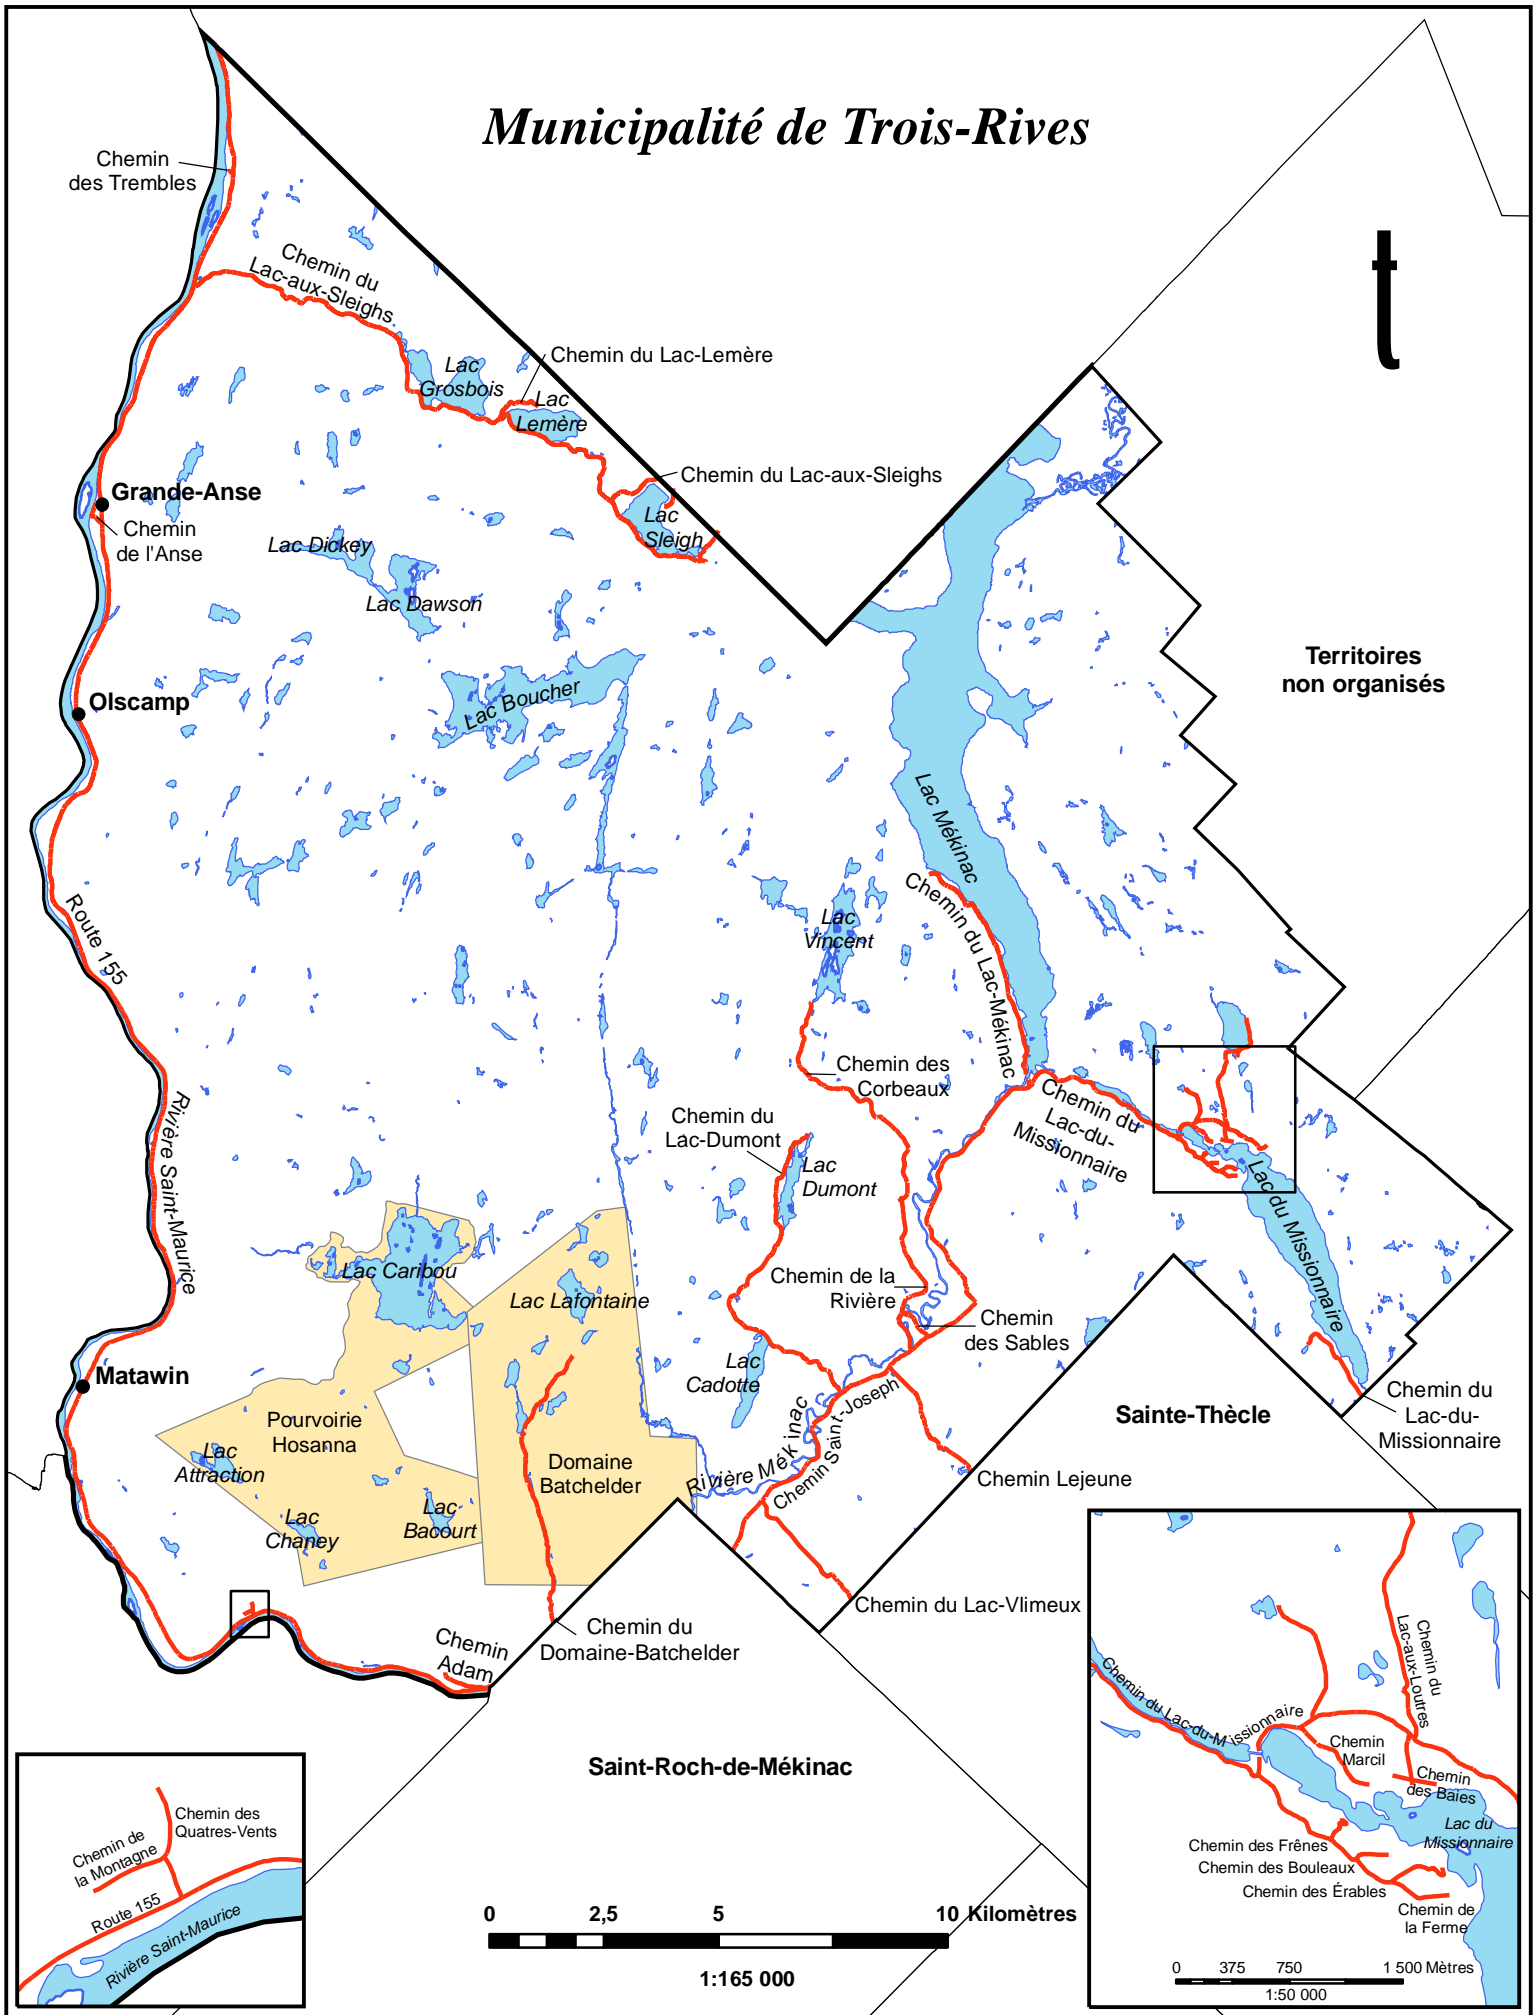 Municipalité de Trois-Rives
t
Chemin
des Trembles
Chemin du
Lac-aux-Sleighs
Lac
Grosbois
Chemin du Lac-Lemère
Lac
Lemère
Chemin du Lac-aux-Sleighs
Lac
Sleigh
Grande-Anse
Chemin
de l'Anse
Lac Dickey
Lac Dawson
Territoires
non organisés
Olscamp
Lac Boucher
Lac Mékinac
Route 155
Lac
Vincent
Chemin du Lac-Mékinac
Chemin des
Corbeaux
Chemin du
Lac-du-
Missionnaire
Rivière Saint-Maurice
Chemin du
Lac-Dumont
Lac
Dumont
Lac du Missionnaire
Lac Caribou
Lac Lafontaine
Chemin de la
Rivière
Chemin
des Sables
Matawin
Lac
Cadotte
Pourvoirie
Hosanna
Lac
Attraction
Domaine
Batchelder
Rivière Mékinac
Chemin Saint-Joseph
Sainte-Thècle
Chemin du
Lac-du-
Missionnaire
Chemin Lejeune
Lac
Chaney
Lac
Bacourt
Chemin du Lac-Vlimeux
Chemin
Adam
Chemin du
Domaine-Batchelder
Saint-Roch-de-Mékinac
Chemin des
Quatres-Vents
Chemin de
la Montagne
Route 155
Rivière Saint-Maurice
0 2,5 5 10 Kilomètres
1:165 000
Chemin du
Lac-aux-Loutres
Chemin du Lac-du-Missionnaire
Chemin
Marcil
Chemin
des Baies
Lac du
Missionnaire
Chemin des Frênes
Chemin des Bouleaux
Chemin des Érables
Chemin de
la Ferme
0 375 750 1 500 Mètres
1:50 000